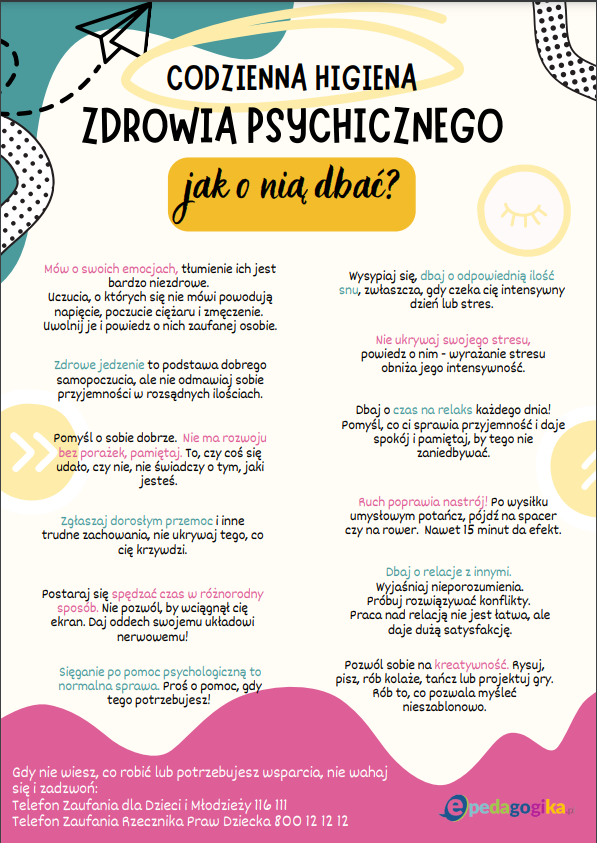 CODZIENNA HIGIENA
ZDROWIA PSYCHICZNEGO
jak o nią dbać?
Mów o swoich emocjach, tłumienie ich jest
bardzo niezdrowe.
Uczucia, o których się nie mówi powodują
napięcie, poczucie ciężaru i zmęczenie.
Uwolnij je i powiedz o nich zaufanej osobie.
Zdrowe jedzenie to podstawa dobrego
samopoczucia, ale nie odmawiaj sobie
przyjemności w rozsądnych ilościach.
Pomyśl o sobie dobrze. Nie ma rozwoju
bez porażek, pamiętaj. To, czy coś się
udało, czy nie, nie świadczy o tym, jaki
jesteś.
Zgłaszaj dorosłym przemoc i inne
trudne zachowania, nie ukrywaj tego, co
cię krzywdzi.
Postaraj się spędzać czas w różnorodny
sposób. Nie pozwól, by wciągnął cię
ekran. Daj oddech swojemu układowi
nerwowemu!
Sięganie po pomoc psychologiczną to
normalna sprawa. Proś o pomoc, gdy
tego potrzebujesz!
Wysypiaj się, dbaj o odpowiednią ilość
snu, zwłaszcza, gdy czeka cię intensywny
dzień lub stres.
Nie ukrywaj swojego stresu,
powiedz o nim - wyrażanie stresu
obniża jego intensywność.
Dbaj o czas na relaks każdego dnia!
Pomyśl, co ci sprawia przyjemność i daje
spokój i pamiętaj, by tego nie
zaniedbywać.
Ruch poprawia nastrój! Po wysiłku
umysłowym potańcz, pójdź na spacer
czy na rower. Nawet 15 minut da efekt.
Dbaj o relacje z innymi.
Wyjaśniaj nieporozumienia.
Próbuj rozwiązywać konflikty.
Praca nad relacją nie jest łatwa, ale
daje dużą satysfakcję.
Pozwól sobie na kreatywność. Rysuj,
pisz, rób kolaże, tańcz lub projektuj gry.
Rób to, co pozwala myśleć
nieszablonowo.
Gdy nie wiesz, co robić lub potrzebujesz wsparcia, nie wahaj
się i zadzwoń:
Telefon Zaufania dla Dzieci i Młodzieży 116 111
Telefon Zaufania Rzecznika Praw Dziecka 800 12 12 12
epedagogika